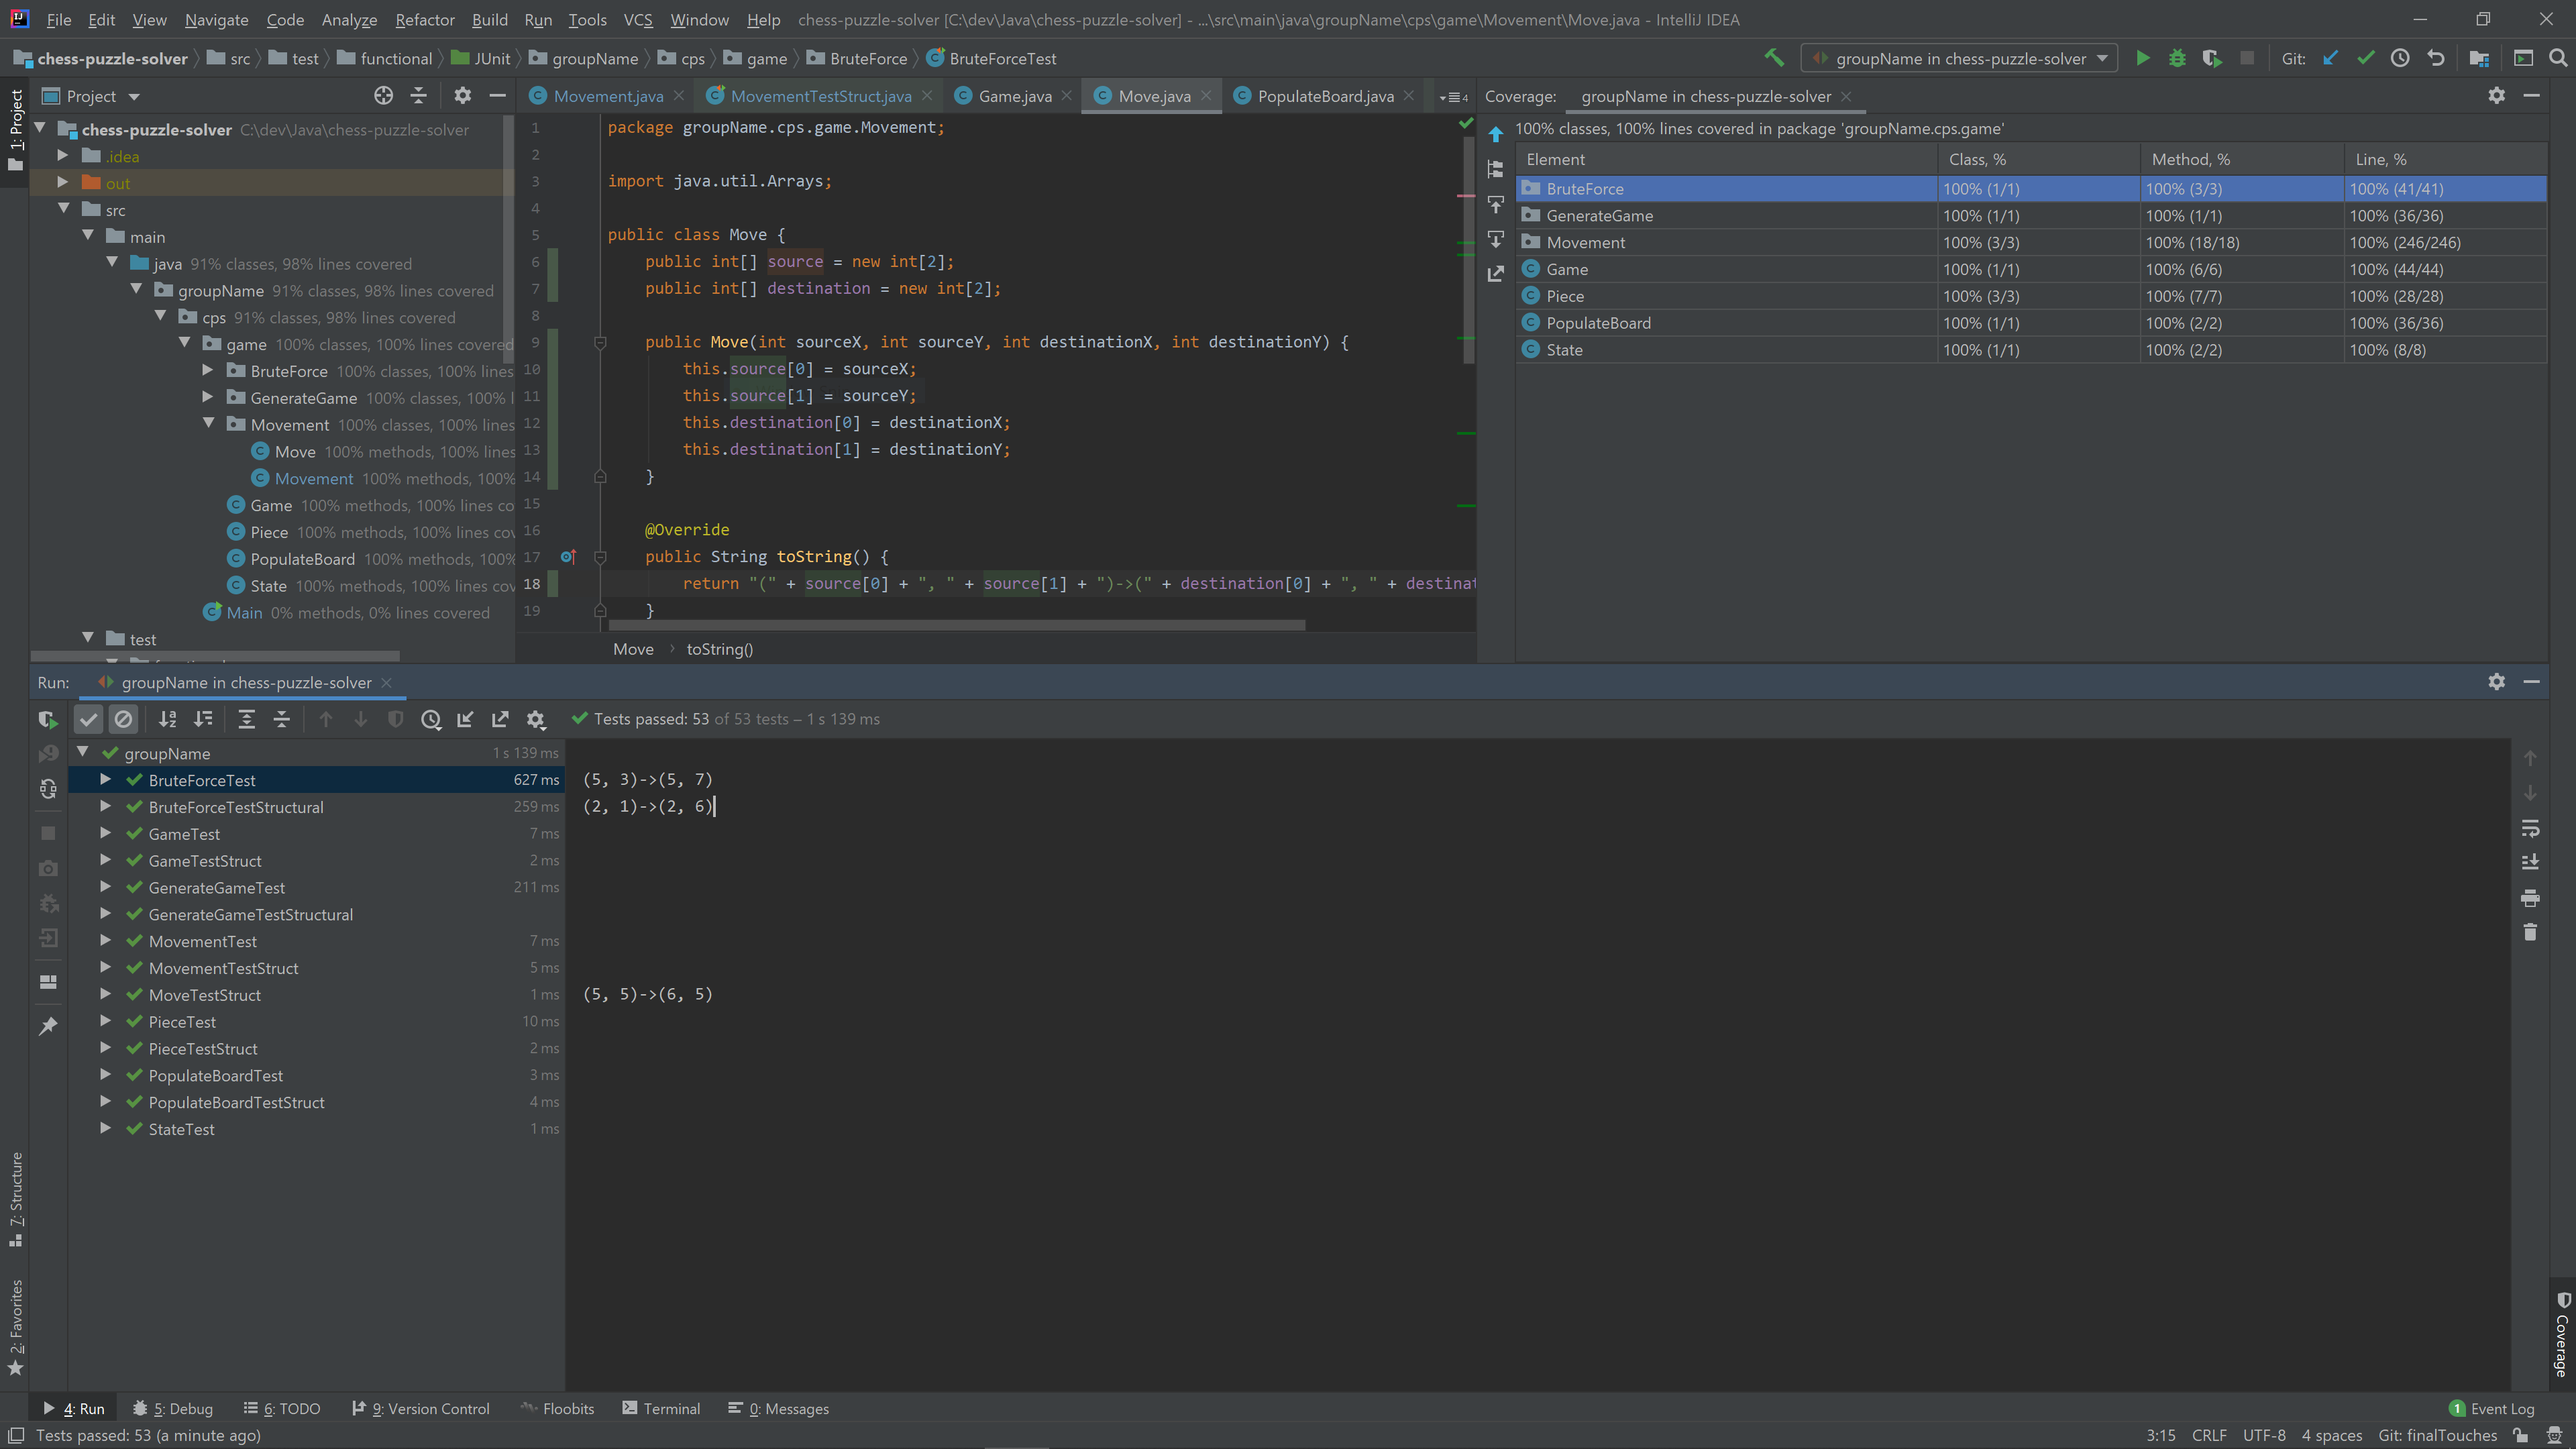 File Edit View Navigate Code Analyze Refactor Build Run Tools VCS Window Help chess-puzzle-solver [C:\dev\Java\chess-puzzle-solver] - ...\src\main\java\groupName\cps\game\Movement\Move.java - IntelliJ IDEA
chess-puzzle-solver src test functional JUnit groupName cps game BruteForce BruteForceTest groupName in chess-puzzle-solver Git:
1: Project
Project
chess-puzzle-solver C:\dev\Java\chess-puzzle-solver
.idea
out
src
main
java 91% classes, 98% lines covered
groupName 91% classes, 98% lines covered
cps 91% classes, 98% lines covered
game 100% classes, 100% lines covered
BruteForce 100% classes, 100% lines
GenerateGame 100% classes, 100% l
Movement 100% classes, 100% lines
Move 100% methods, 100% lines
Movement 100% methods, 100%
Game 100% methods, 100% lines co
Piece 100% methods, 100% lines cov
PopulateBoard 100% methods, 100%
State 100% methods, 100% lines cov
Main 0% methods, 0% lines covered
test
Movement.java MovementTestStruct.java Game.java Move.java PopulateBoard.java 4
1 package groupName.cps.game.Movement;
2
3 import java.util.Arrays;
4
5 public class Move {
6 public int[] source = new int[2];
7 public int[] destination = new int[2];
8
9 public Move(int sourceX, int sourceY, int destinationX, int destinationY) {
10 this.source[0] = sourceX;
11 this.source[1] = sourceY;
12 this.destination[0] = destinationX;
13 this.destination[1] = destinationY;
14 }
15
16 @Override
17 public String toString() {
18 return "(" + source[0] + ", " + source[1] + ")->(" + destination[0] + ", " + destinat
19 }
Move toString()
Coverage: groupName in chess-puzzle-solver
100% classes, 100% lines covered in package 'groupName.cps.game'
Element Class, % Method, % Line, %
BruteForce 100% (1/1) 100% (3/3) 100% (41/41)
GenerateGame 100% (1/1) 100% (1/1) 100% (36/36)
Movement 100% (3/3) 100% (18/18) 100% (246/246)
Game 100% (1/1) 100% (6/6) 100% (44/44)
Piece 100% (3/3) 100% (7/7) 100% (28/28)
PopulateBoard 100% (1/1) 100% (2/2) 100% (36/36)
State 100% (1/1) 100% (2/2) 100% (8/8)
Run: groupName in chess-puzzle-solver
Tests passed: 53 of 53 tests – 1 s 139 ms
groupName 1 s 139 ms
BruteForceTest 627 ms
BruteForceTestStructural 259 ms
GameTest 7 ms
GameTestStruct 2 ms
GenerateGameTest 211 ms
GenerateGameTestStructural
MovementTest 7 ms
MovementTestStruct 5 ms
MoveTestStruct 1 ms
PieceTest 10 ms
PieceTestStruct 2 ms
PopulateBoardTest 3 ms
PopulateBoardTestStruct 4 ms
StateTest 1 ms
(5, 3)->(5, 7)
(2, 1)->(2, 6)
(5, 5)->(6, 5)
7: Structure
2: Favorites
Coverage
4: Run 5: Debug 6: TODO 9: Version Control Floobits Terminal 0: Messages 1 Event Log
Tests passed: 53 (a minute ago) 3:15 CRLF UTF-8 4 spaces Git: finalTouches